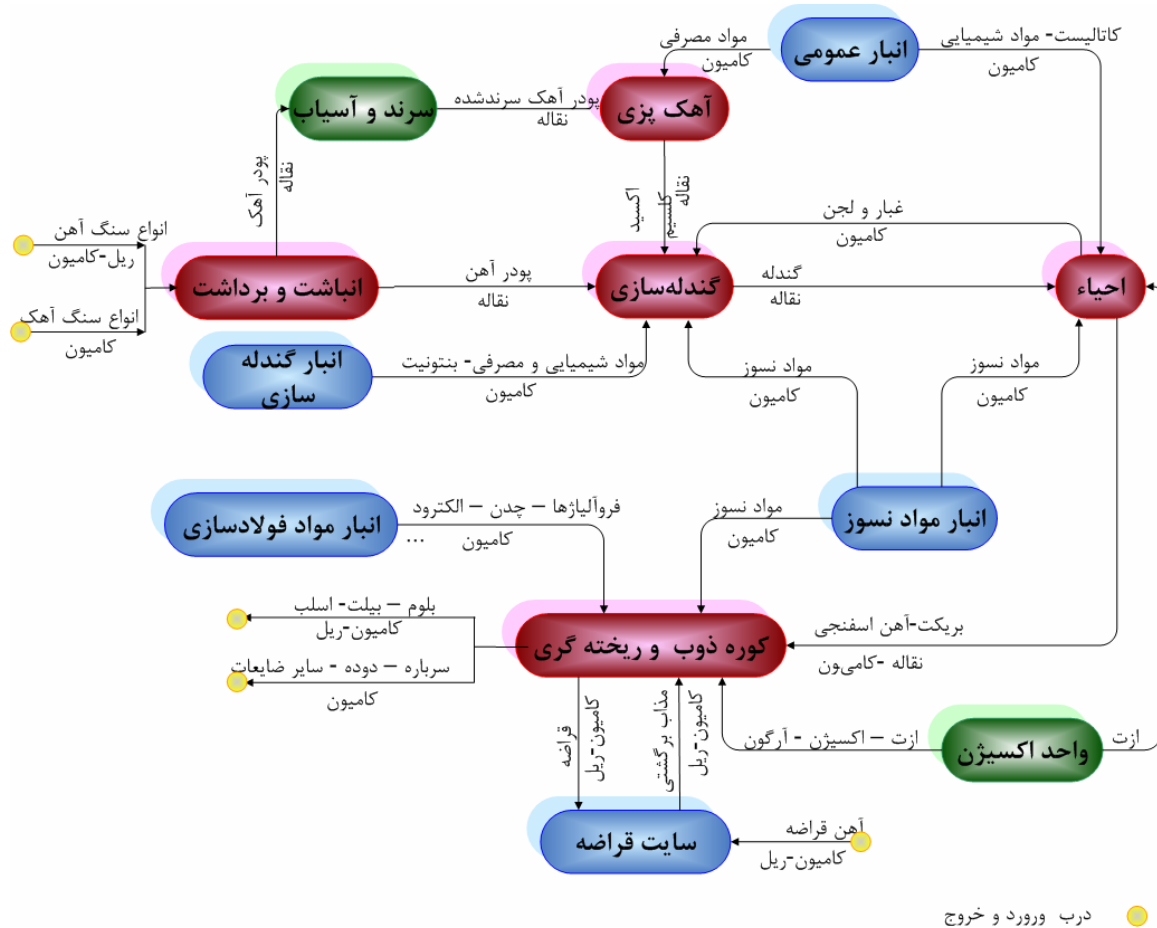 کاتالیست- مواد شیمیایی
کامیون
انبار عمومی
مواد مصرفی
کامیون
آهک پزی
پودر آهک سرندشده
نقاله
سرند و آسیاب
پودر آهک
نقاله
اکسید
کلسیم
نقاله
غبار و لجن
کامیون
انواع سنگ آهن
ریل-کامیون
انواع سنگ آهک
کامیون
انباشت و برداشت
پودر آهن
نقاله
گندله‌سازی
گندله
نقاله
احیاء
انبار گندله
سازی
مواد شیمیایی و مصرفی- بنتونیت
کامیون
مواد نسوز
کامیون
مواد نسوز
کامیون
انبار مواد نسوز
مواد نسوز
کامیون
انبار مواد فولادسازی
فروآلیاژها – چدن – الکترود
...
کامیون
بلوم – بیلت- اسلب
کامیون-ریل
سرباره – دوده - سایر ضایعات
کامیون
کوره ذوب و ریخته گری
بریکت-آهن اسفنجی
نقاله -کامی‌ون
قراضه
کامیون-ریل
مذاب برگشتی
کامیون-ریل
ازت – اکسیژن - آرگون
واحد اکسیژن
ازت
سایت قراضه
آهن قراضه
کامیون-ریل
درب ورورد و خروج